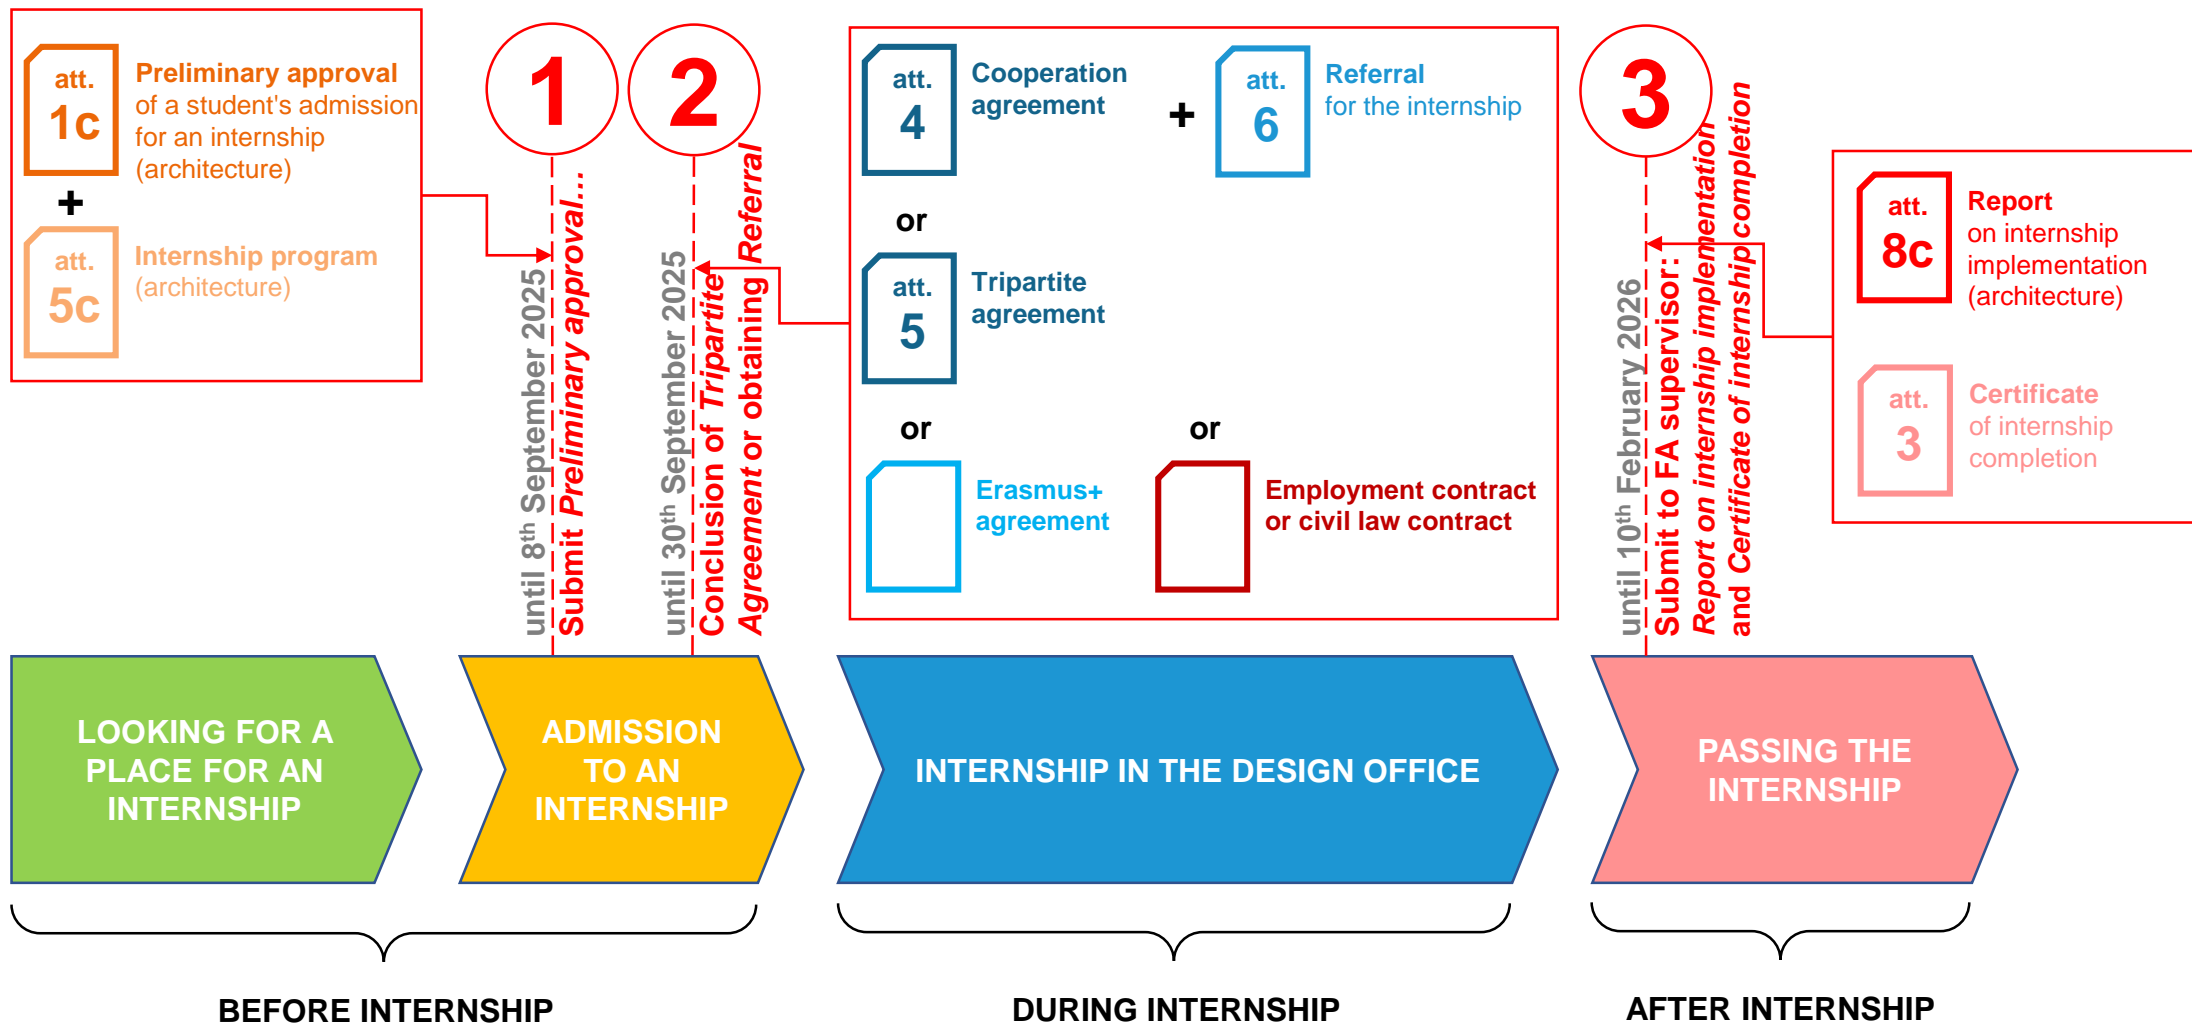 att.
1c
Preliminary approval
of a student's admission
for an internship
(architecture)
+
att.
5c
Internship program
(architecture)
1
until 8th September 2025
Submit Preliminary approval...
2
until 30th September 2025
Conclusion of Tripartite
Agreement or obtaining Referral
att.
4
Cooperation
agreement
+
att.
6
Referral
for the internship
or
att.
5
Tripartite
agreement
or
Erasmus+
agreement
or
Employment contract
or civil law contract
3
until 10th February 2026
Submit to FA supervisor:
Report on internship implementation
and Certificate of internship completion
att.
8c
Report
on internship
implementation
(architecture)
att.
3
Certificate
of internship
completion
LOOKING FOR A
PLACE FOR AN
INTERNSHIP
ADMISSION
TO AN
INTERNSHIP
INTERNSHIP IN THE DESIGN OFFICE
PASSING THE
INTERNSHIP
BEFORE INTERNSHIP
DURING INTERNSHIP
AFTER INTERNSHIP